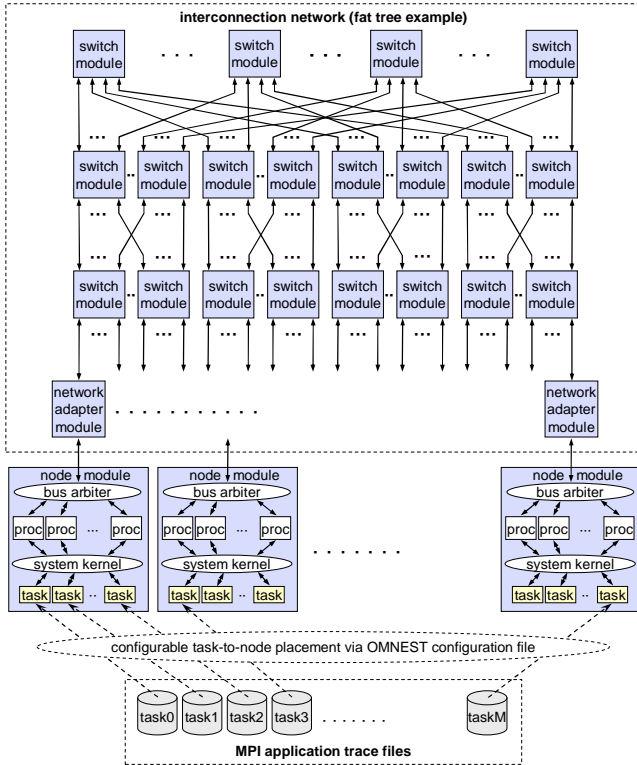 interconnection network (fat tree example)
switch module . . . switch module . . . switch module . . . switch module
... ... ... ... ... ... ... ...
switch module .. switch module switch module .. switch module switch module .. switch module switch module .. switch module
... ... ... ... ... ... ... ...
... ... ... ... ... ... ... ...
switch module .. switch module switch module .. switch module switch module .. switch module switch module .. switch module
... ... ... ... ... ... ... ...
network adapter module . . . . . . . . . . . network adapter module
node module node module node module
bus arbiter bus arbiter bus arbiter
proc proc ... proc proc proc ... proc proc proc ... proc
. . . . . . .
system kernel system kernel system kernel
task task .. task task task .. task task task .. task
configurable task-to-node placement via OMNEST configuration file
task0 task1 task2 task3 . . . . . . . taskM
MPI application trace files